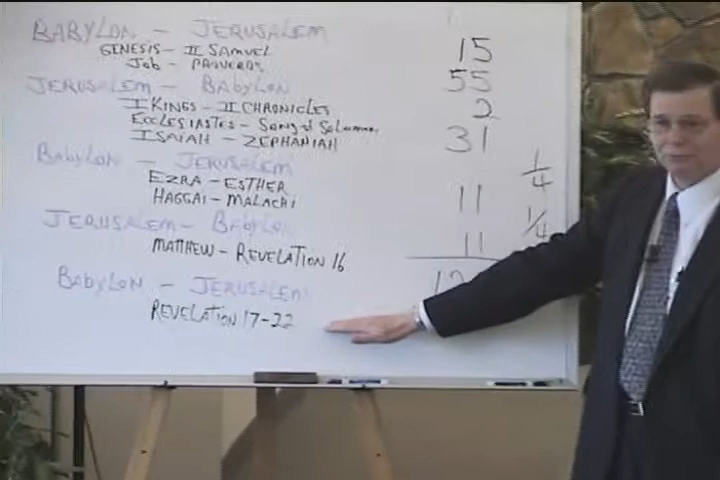 BABYLON - JERUSALEM
GENESIS - II SAMUEL 15
Job - PROVERBS
JERUSALEM - BABYLON 55
I KINGS - II CHRONICLES 2
ECCLESIASTES - Song of Solomon
ISAIAH - ZEPHANIAH 31
BABYLON - JERUSALEM 1/4
EZRA - ESTHER
HAGGAI - MALACHI 11
JERUSALEM - BABYLON 1/4
MATTHEW - REVELATION 16 11
BABYLON - JERUSALEM
REVELATION 17-22